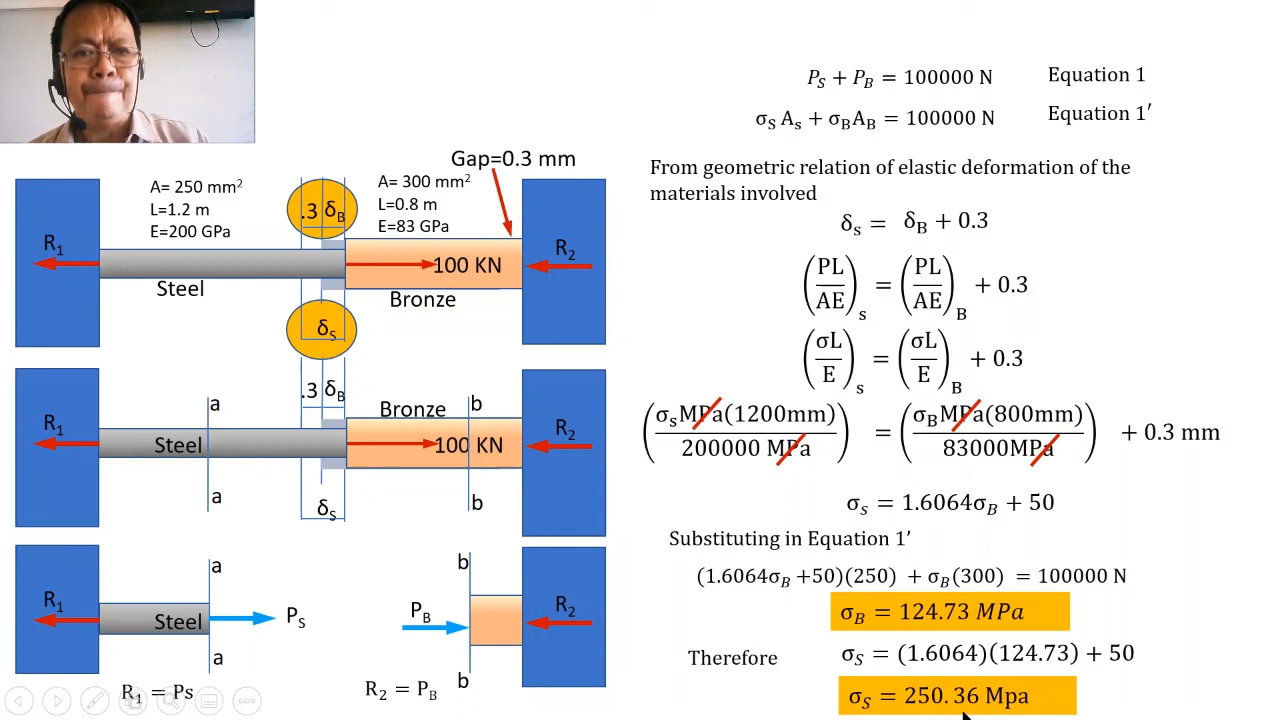 P_S + P_B = 100000 N
Equation 1
σ_S A_s + σ_B A_B = 100000 N
Equation 1′
From geometric relation of elastic deformation of the
materials involved
δ_s = δ_B + 0.3
(PL/AE)_s = (PL/AE)_B + 0.3
(σL/E)_s = (σL/E)_B + 0.3
(σ_s MPa(1200mm)/200000 MPa) = (σ_B MPa(800mm)/83000MPa) + 0.3 mm
σ_s = 1.6064σ_B + 50
Substituting in Equation 1’
(1.6064σ_B +50)(250) + σ_B(300) = 100000 N
σ_B = 124.73 MPa
Therefore
σ_S = (1.6064)(124.73) + 50
σ_S = 250.36 Mpa
Gap=0.3 mm
A= 250 mm²
L=1.2 m
E=200 GPa
.3 δ_B
A= 300 mm²
L=0.8 m
E=83 GPa
R₁
100 KN
R₂
Steel
Bronze
δ_S
.3 δ_B
a
Bronze
b
R₁
Steel
100 KN
R₂
a
δ_S
b
a
b
R₁
Steel
P_S
P_B
R₂
a
b
R₁ = Ps
R₂ = P_B